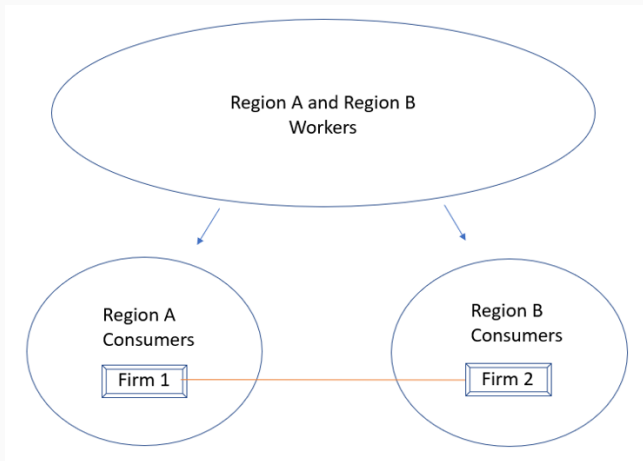 Region A and Region B
Workers
Region A
Consumers
Firm 1
Region B
Consumers
Firm 2